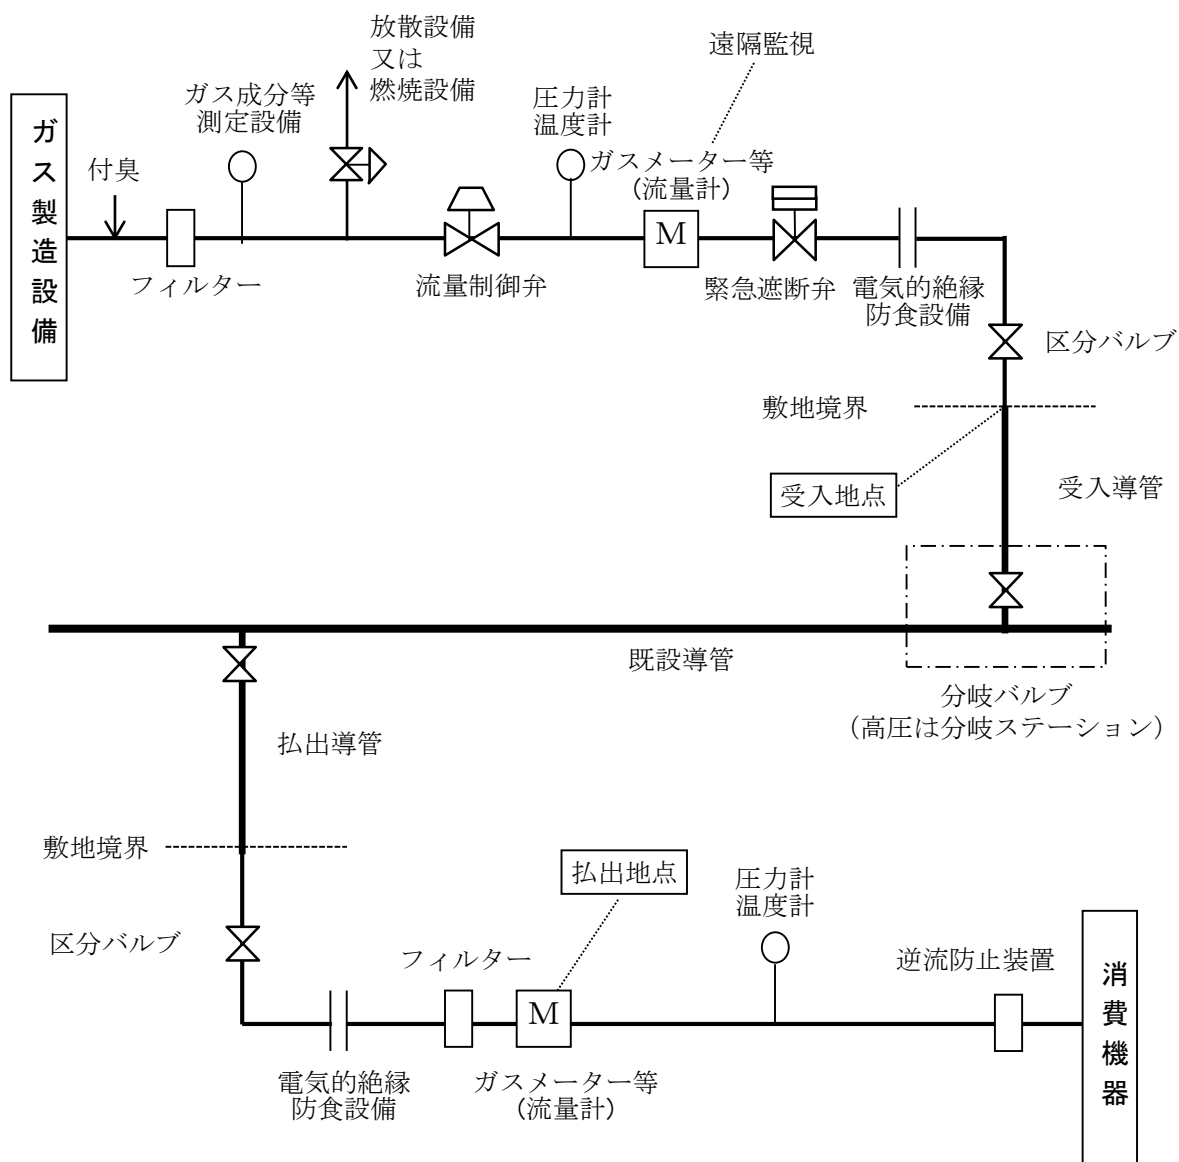 放散設備
又は
燃焼設備
遠隔監視
ガス成分等
測定設備
圧力計
温度計
ガス製造設備
付臭
ガスメーター等
(流量計)
M
フィルター
流量制御弁
緊急遮断弁
電気的絶縁
防食設備
区分バルブ
敷地境界
受入地点
受入導管
既設導管
分岐バルブ
（高圧は分岐ステーション）
払出導管
敷地境界
払出地点
圧力計
温度計
区分バルブ
フィルター
逆流防止装置
消費機器
M
電気的絶縁
防食設備
ガスメーター等
(流量計)